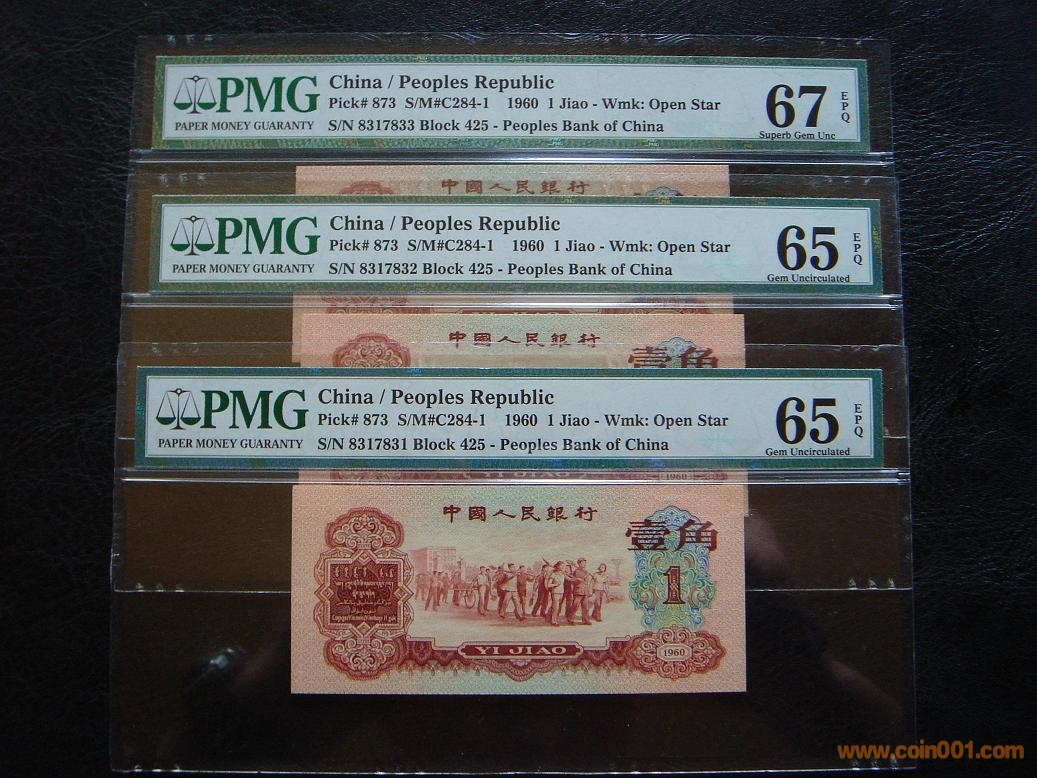 PMG
PAPER MONEY GUARANTY
China / Peoples Republic
Pick# 873 S/M#C284-1 1960 1 Jiao - Wmk: Open Star
S/N 8317833 Block 425 - Peoples Bank of China
67 EPQ
Superb Gem Unc
中國人民銀行
PMG
PAPER MONEY GUARANTY
China / Peoples Republic
Pick# 873 S/M#C284-1 1960 1 Jiao - Wmk: Open Star
S/N 8317832 Block 425 - Peoples Bank of China
65 EPQ
Gem Uncirculated
YI JIAO
中國人民銀行
壹角
PMG
PAPER MONEY GUARANTY
China / Peoples Republic
Pick# 873 S/M#C284-1 1960 1 Jiao - Wmk: Open Star
S/N 8317831 Block 425 - Peoples Bank of China
65 EPQ
Gem Uncirculated
YI JIAO
1960
中國人民銀行
壹角
1
YI JIAO
1960
www.coin001.com